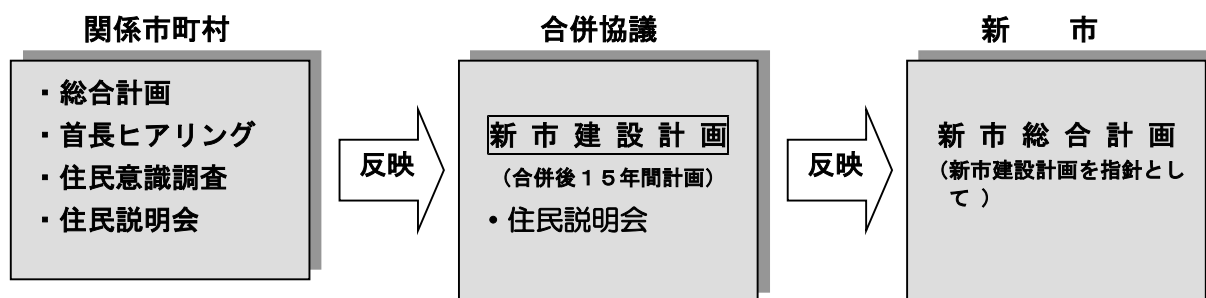 関係市町村
・総合計画
・首長ヒアリング
・住民意識調査
・住民説明会
反映
合併協議
新市建設計画
（合併後１５年間計画）
・住民説明会
反映
新　市
新市総合計画
（新市建設計画を指針とし
て　）